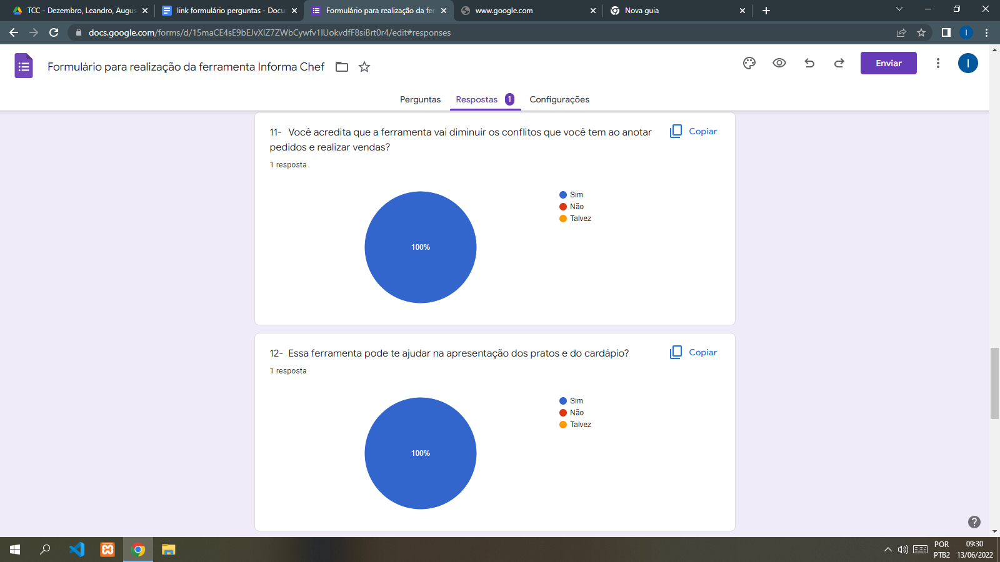 TCC - Dezembro, Leandro, Augus
link formulário perguntas - Docu
Formulário para realização da fer
www.google.com
Nova guia
docs.google.com/forms/d/15maCE4sE9bEJvXIZ7ZWbCywfv1IUokvdfF8siBrt0r4/edit#responses
I
Formulário para realização da ferramenta Informa Chef
Enviar
I
Perguntas
Respostas 1
Configurações
11- Você acredita que a ferramenta vai diminuir os conflitos que você tem ao anotar
pedidos e realizar vendas?
Copiar
1 resposta
100%
Sim
Não
Talvez
12- Essa ferramenta pode te ajudar na apresentação dos pratos e do cardápio?
Copiar
1 resposta
100%
Sim
Não
Talvez
POR
PTB2
09:30
13/06/2022